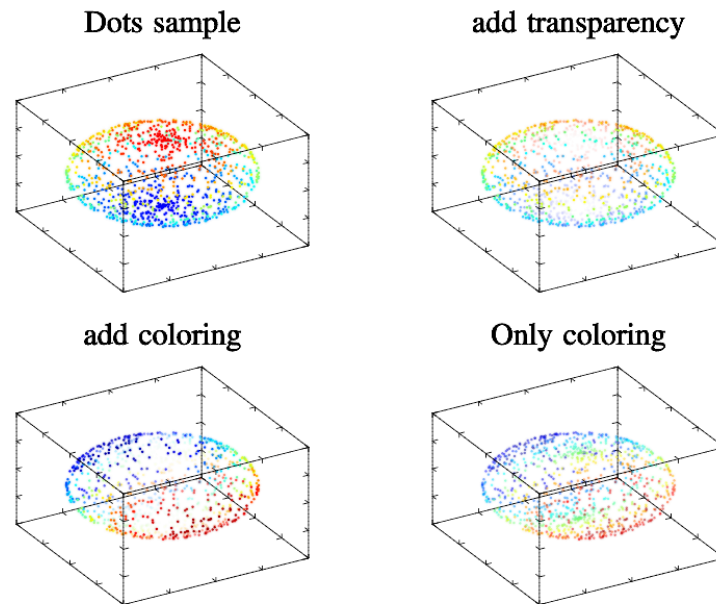 Dots sample
add transparency
add coloring
Only coloring